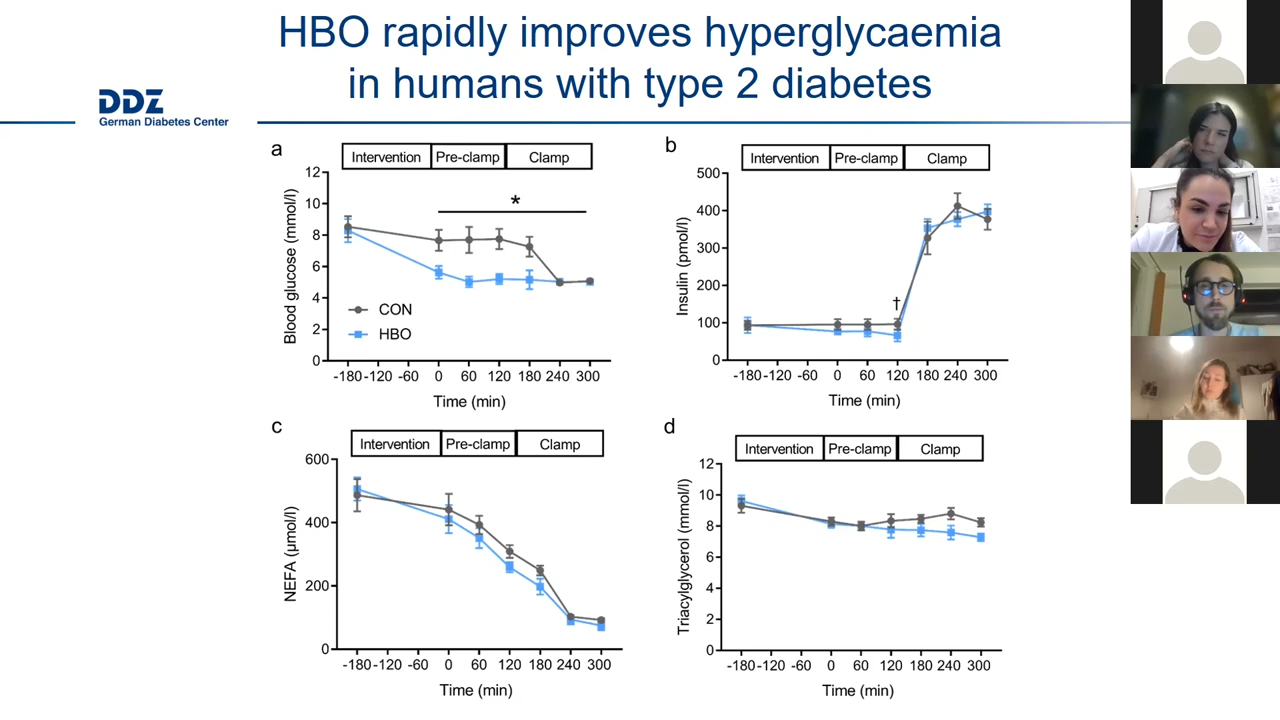 HBO rapidly improves hyperglycaemia
in humans with type 2 diabetes
DDZ
German Diabetes Center
a
Intervention Pre-clamp Clamp
Blood glucose (mmol/l)
12
10
8
6
4
2
0
*
CON
HBO
-180 -120 -60 0 60 120 180 240 300
Time (min)
b
Intervention Pre-clamp Clamp
Insulin (pmol/l)
500
400
300
200
100
0
†
-180 -120 -60 0 60 120 180 240 300
Time (min)
c
Intervention Pre-clamp Clamp
NEFA (μmol/l)
600
400
200
0
-180 -120 -60 0 60 120 180 240 300
Time (min)
d
Intervention Pre-clamp Clamp
Triacylglycerol (mmol/l)
12
10
8
6
4
2
0
-180 -120 -60 0 60 120 180 240 300
Time (min)